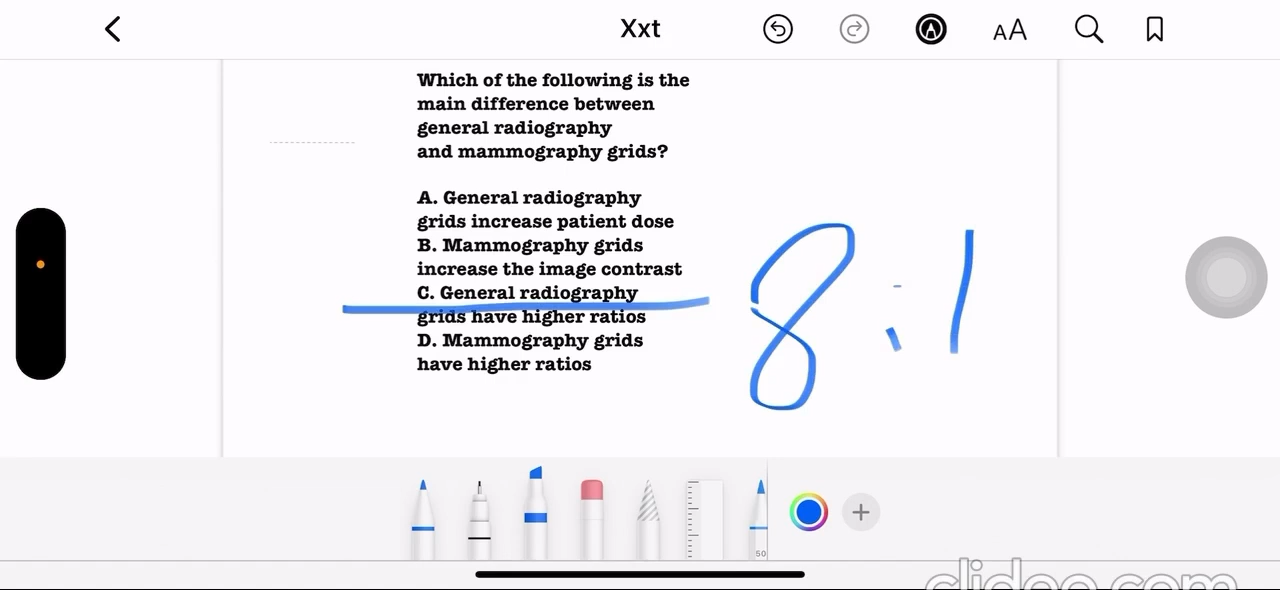 Xxt
AA
Which of the following is the
main difference between
general radiography
and mammography grids?
A. General radiography
grids increase patient dose
B. Mammography grids
increase the image contrast
C. General radiography
grids have higher ratios
D. Mammography grids
have higher ratios
8:1
50
clideo.com